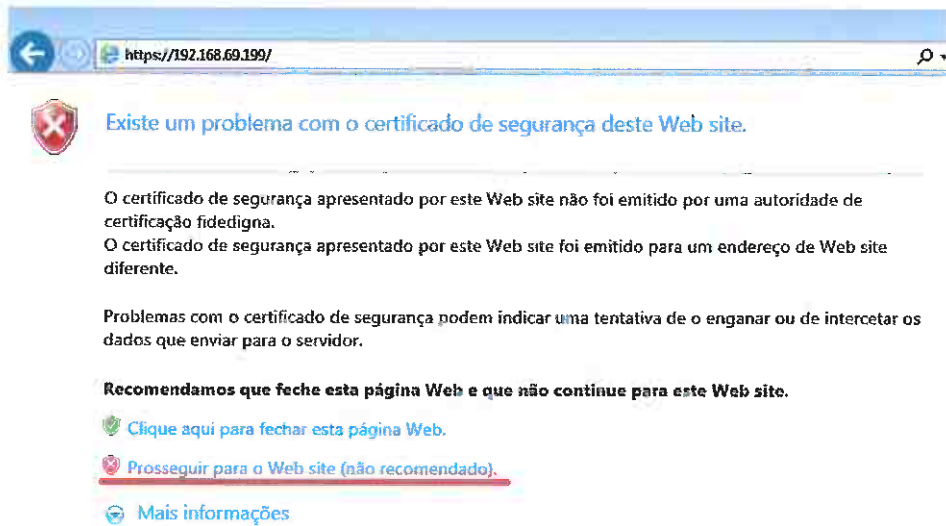 https://192.168.69.199/
Existe um problema com o certificado de segurança deste Web site.
O certificado de segurança apresentado por este Web site não foi emitido por uma autoridade de
certificação fidedigna.
O certificado de segurança apresentado por este Web site foi emitido para um endereço de Web site
diferente.
Problemas com o certificado de segurança podem indicar uma tentativa de o enganar ou de intercetar os
dados que enviar para o servidor.
Recomendamos que feche esta página Web e que não continue para este Web site.
Clique aqui para fechar esta página Web.
Prosseguir para o Web site (não recomendado).
Mais informações